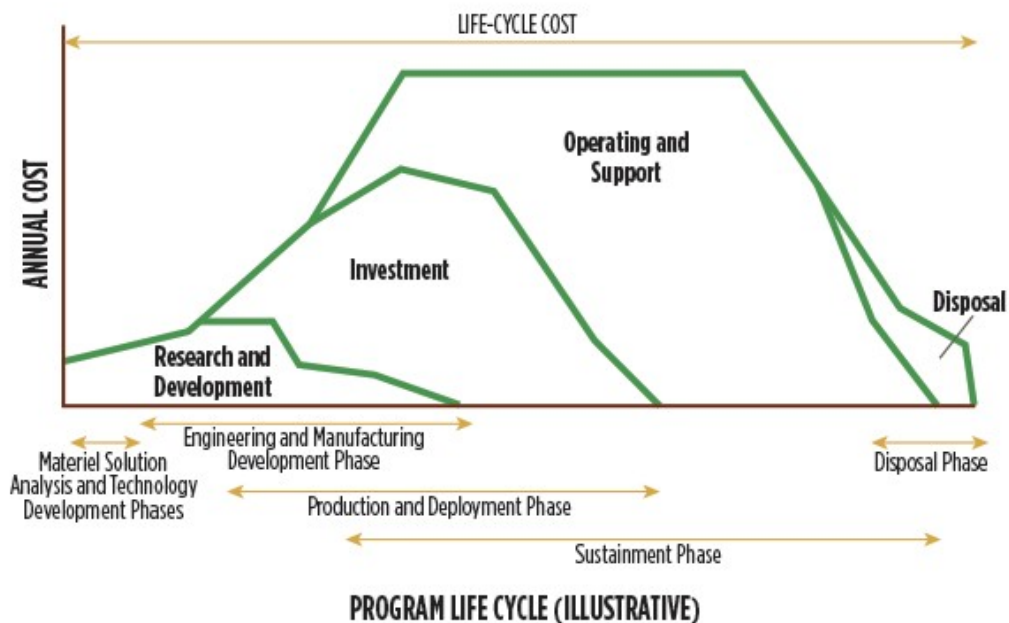 LIFE-CYCLE COST
ANNUAL COST
Operating and
Support
Investment
Disposal
Research and
Development
Engineering and Manufacturing
Development Phase
Materiel Solution
Analysis and Technology
Development Phases
Disposal Phase
Production and Deployment Phase
Sustainment Phase
PROGRAM LIFE CYCLE (ILLUSTRATIVE)